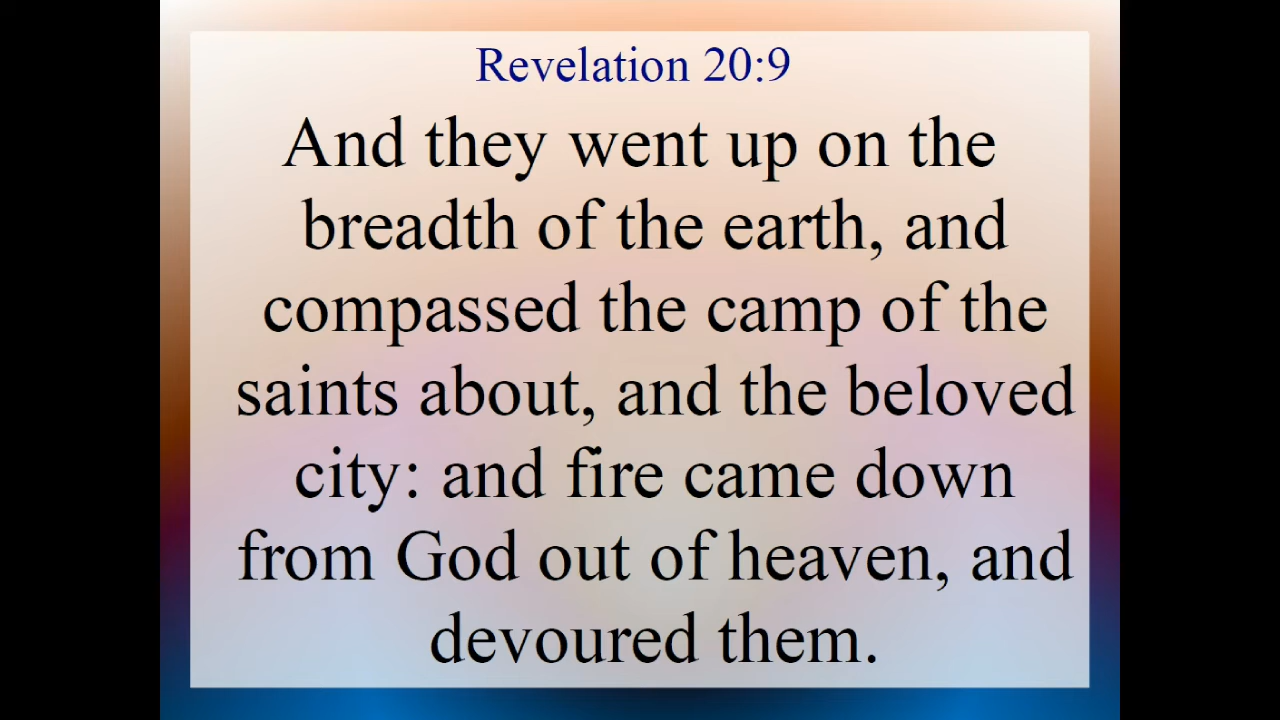 Revelation 20:9
And they went up on the
breadth of the earth, and
compassed the camp of the
saints about, and the beloved
city: and fire came down
from God out of heaven, and
devoured them.